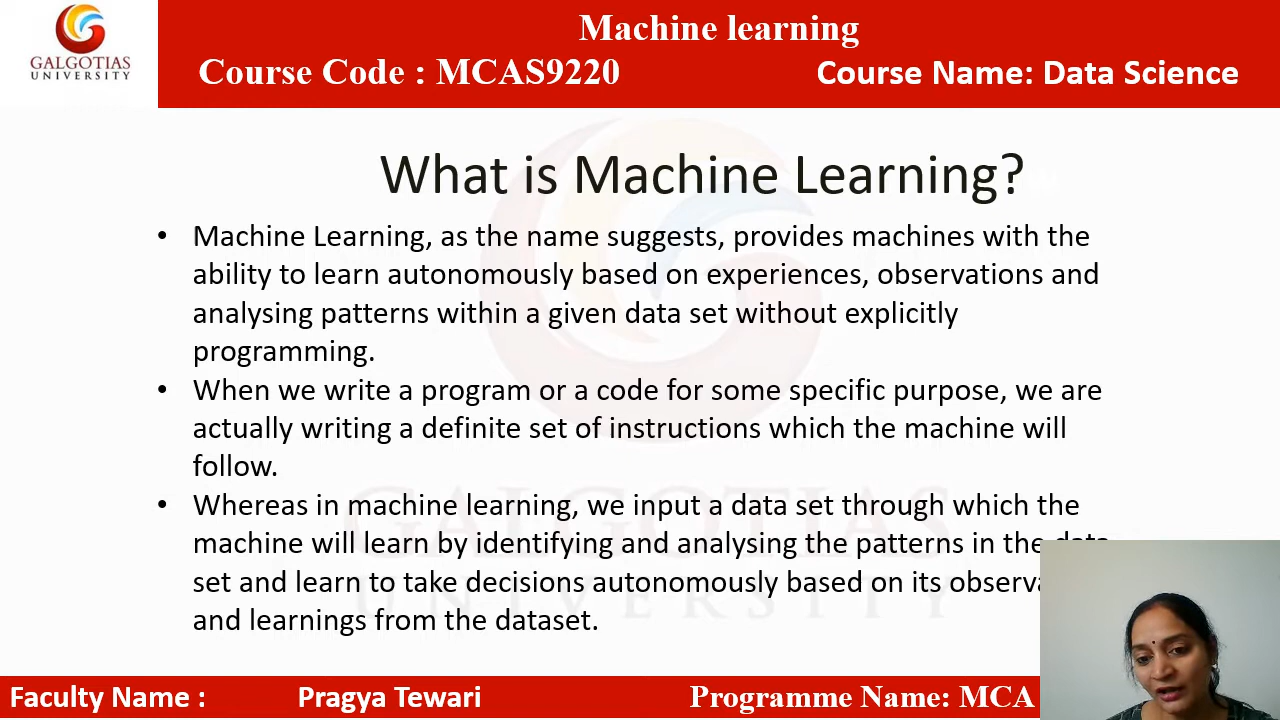 GALGOTIAS
UNIVERSITY
Machine learning
Course Code : MCAS9220
Course Name: Data Science
What is Machine Learning?
• Machine Learning, as the name suggests, provides machines with the
ability to learn autonomously based on experiences, observations and
analysing patterns within a given data set without explicitly
programming.
• When we write a program or a code for some specific purpose, we are
actually writing a definite set of instructions which the machine will
follow.
• Whereas in machine learning, we input a data set through which the
machine will learn by identifying and analysing the patterns in the data
set and learn to take decisions autonomously based on its
and learnings from the dataset.
GALGOTIAS
UNIVERSITY
Faculty Name : Pragya Tewari
Programme Name: MCA